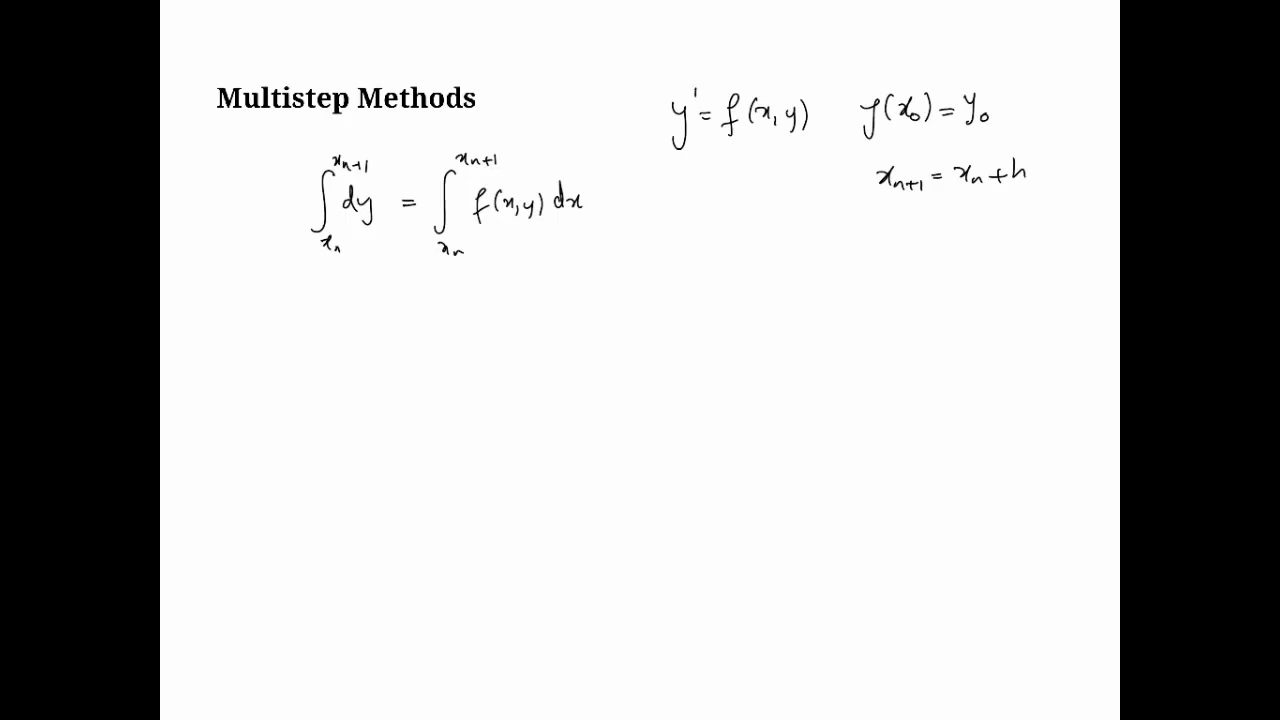 Multistep Methods
y' = f(x, y) y(x₀) = y₀
xₙ₊₁ = xₙ + h
∫_{xₙ}^{xₙ₊₁} dy = ∫_{xₙ}^{xₙ₊₁} f(x, y) dx